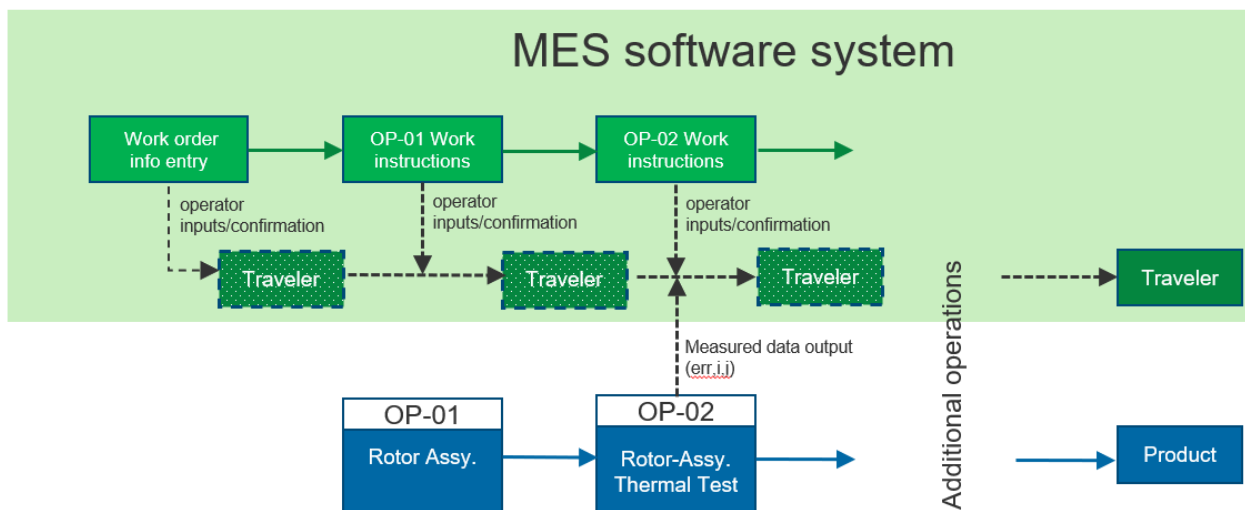 MES software system
Work order
info entry
OP-01 Work
instructions
OP-02 Work
instructions
operator
inputs/confirmation
operator
inputs/confirmation
operator
inputs/confirmation
Traveler
Traveler
Traveler
Traveler
Additional operations
Measured data output
(err,i,j)
OP-01
Rotor Assy.
OP-02
Rotor-Assy.
Thermal Test
Product